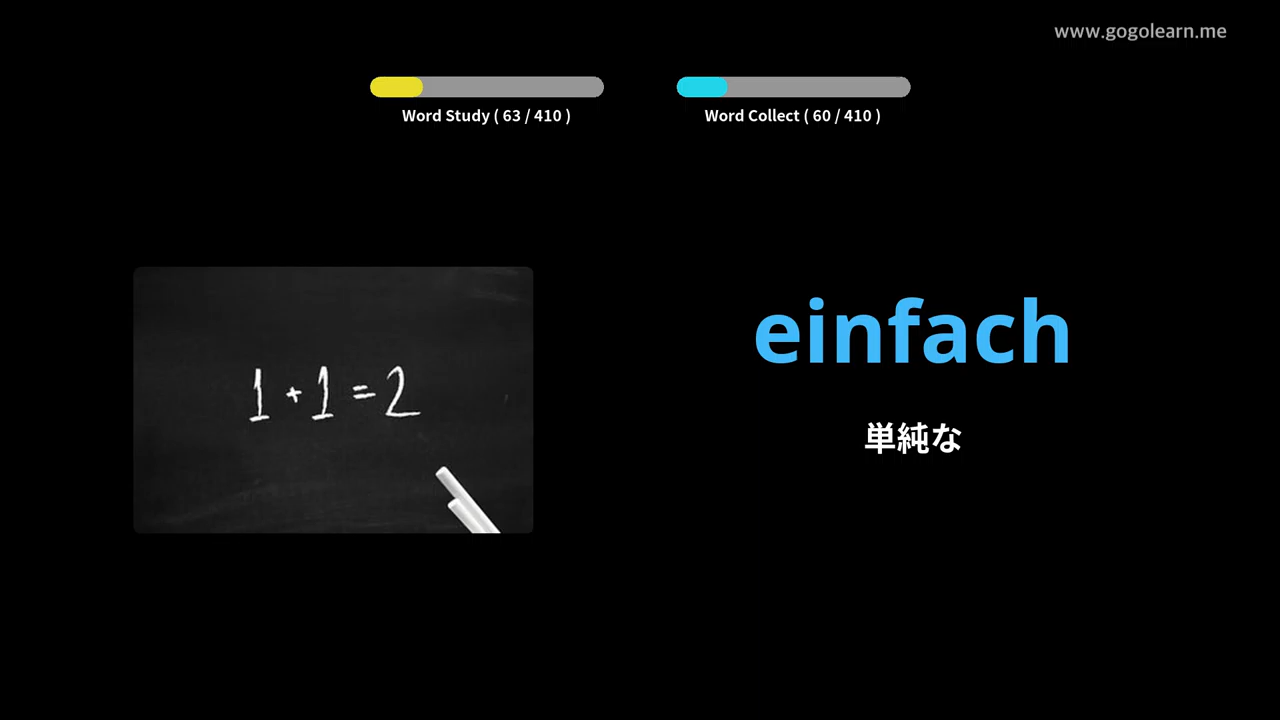 www.gogolearn.me
Word Study ( 63 / 410 )
Word Collect ( 60 / 410 )
1 + 1 = 2
einfach
単純な